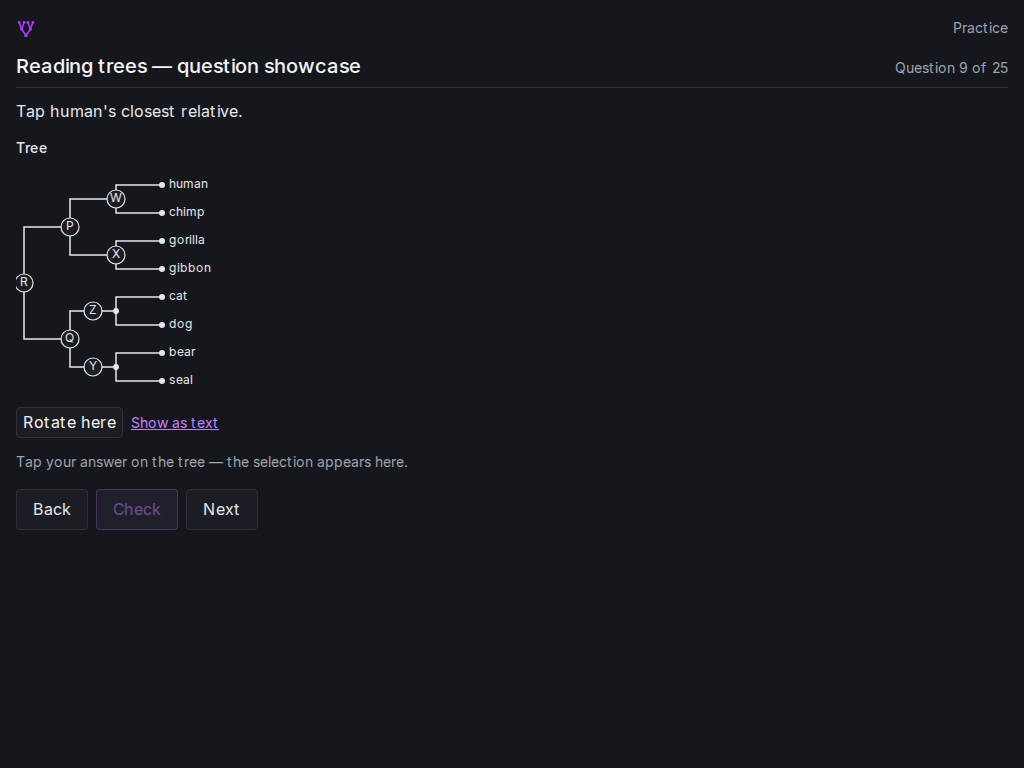 Practice
Reading trees — question showcase
Question 9 of 25
Tap human's closest relative.
Tree
human
W
chimp
P
gorilla
X
gibbon
R
cat
Z
dog
Q
bear
Y
seal
Rotate here
Show as text
Tap your answer on the tree — the selection appears here.
Back
Check
Next